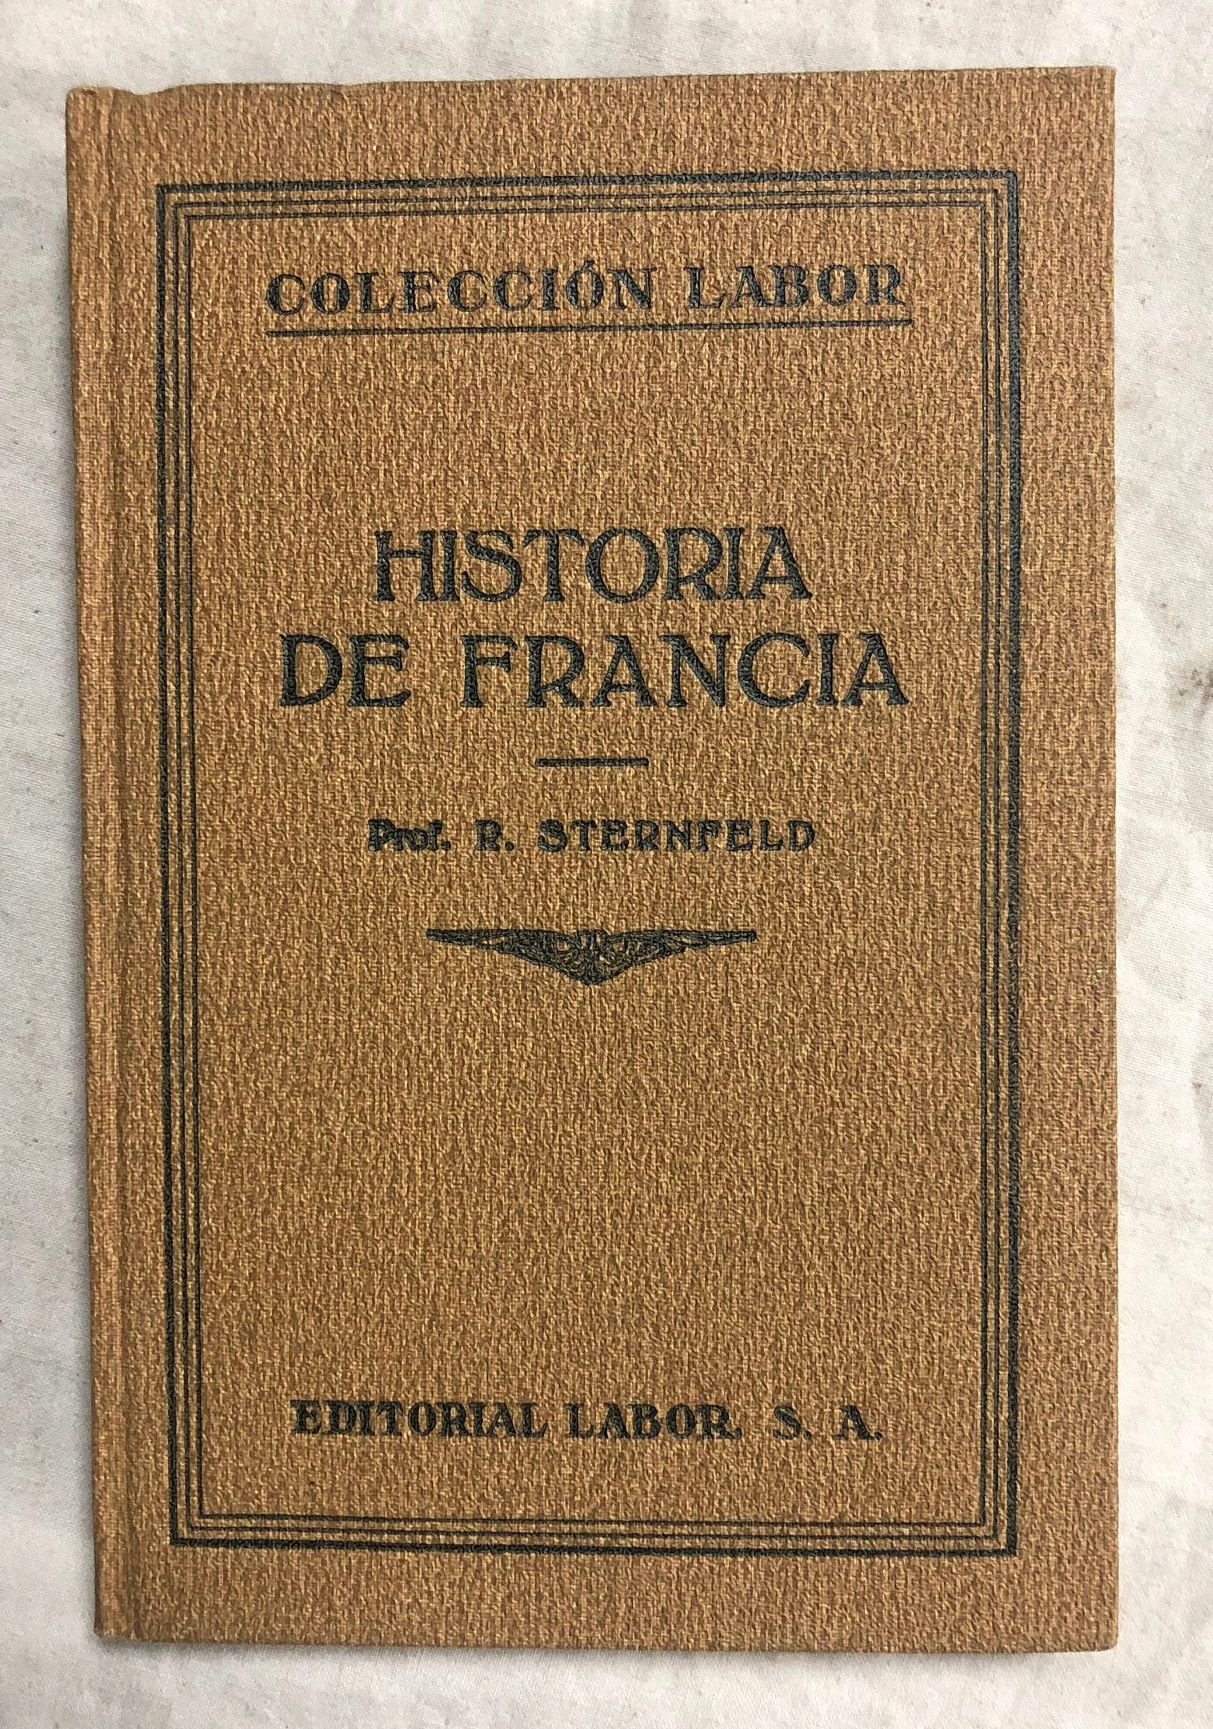 COLECCIÓN LABOR
HISTORIA
DE FRANCIA
Prof. R. STERNFELD
EDITORIAL LABOR, S. A.